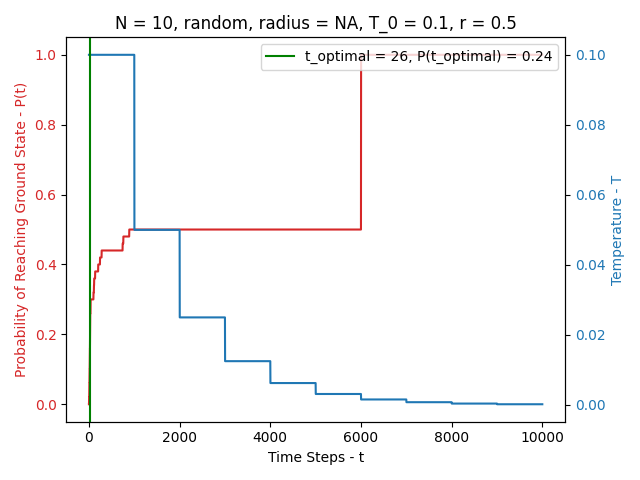 N = 10, random, radius = NA, T_0 = 0.1, r = 0.5
t_optimal = 26, P(t_optimal) = 0.24
Probability of Reaching Ground State - P(t)
1.0
0.8
0.6
0.4
0.2
0.0
0.10
0.08
0.06
0.04
0.02
0.00
Temperature - T
0 2000 4000 6000 8000 10000
Time Steps - t